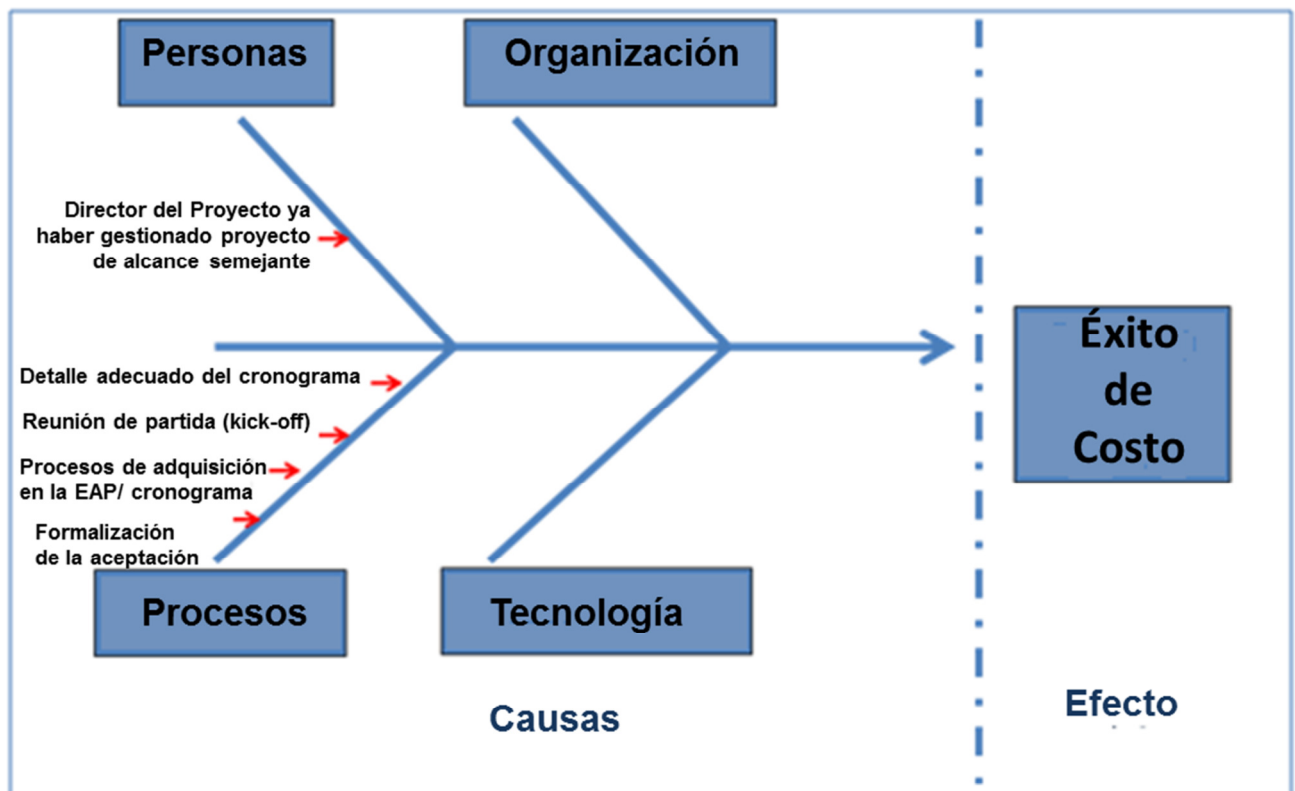 Personas
Organización
Director del Proyecto ya
haber gestionado proyecto
de alcance semejante
Éxito
de
Costo
Detalle adecuado del cronograma
Reunión de partida (kick-off)
Procesos de adquisición
en la EAP/ cronograma
Formalización
de la aceptación
Procesos
Tecnología
Causas
Efecto